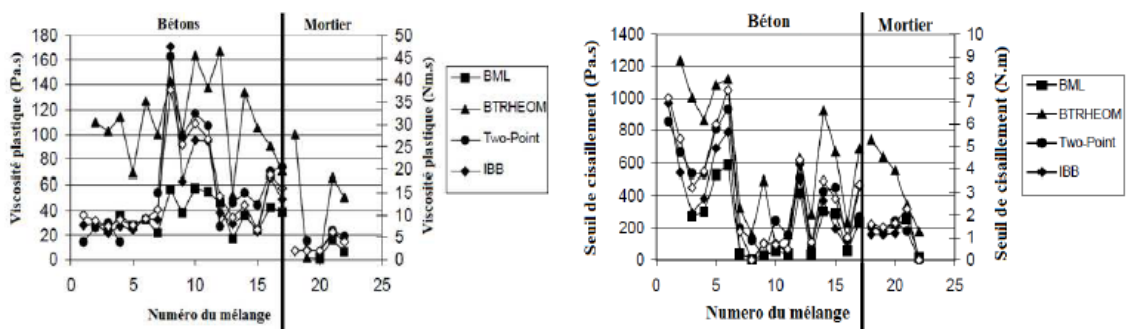 Bétons
Mortier
Viscosité plastique (Pa.s)
180
160
140
120
100
80
60
40
20
0
50
45
40
35
30
25
20
15
10
5
0
Viscosité plastique (Nm.s)
0
5
10
15
20
25
Numéro du mélange
BML
BTRHEOM
Two-Point
IBB
Béton
Mortier
Seuil de cisaillement (Pa.s)
1400
1200
1000
800
600
400
200
0
10
9
8
7
6
5
4
3
2
1
0
Seuil de cisaillement (N.m)
0
5
10
15
20
25
Numero du mélange
BML
BTRHEOM
Two-Point
IBB